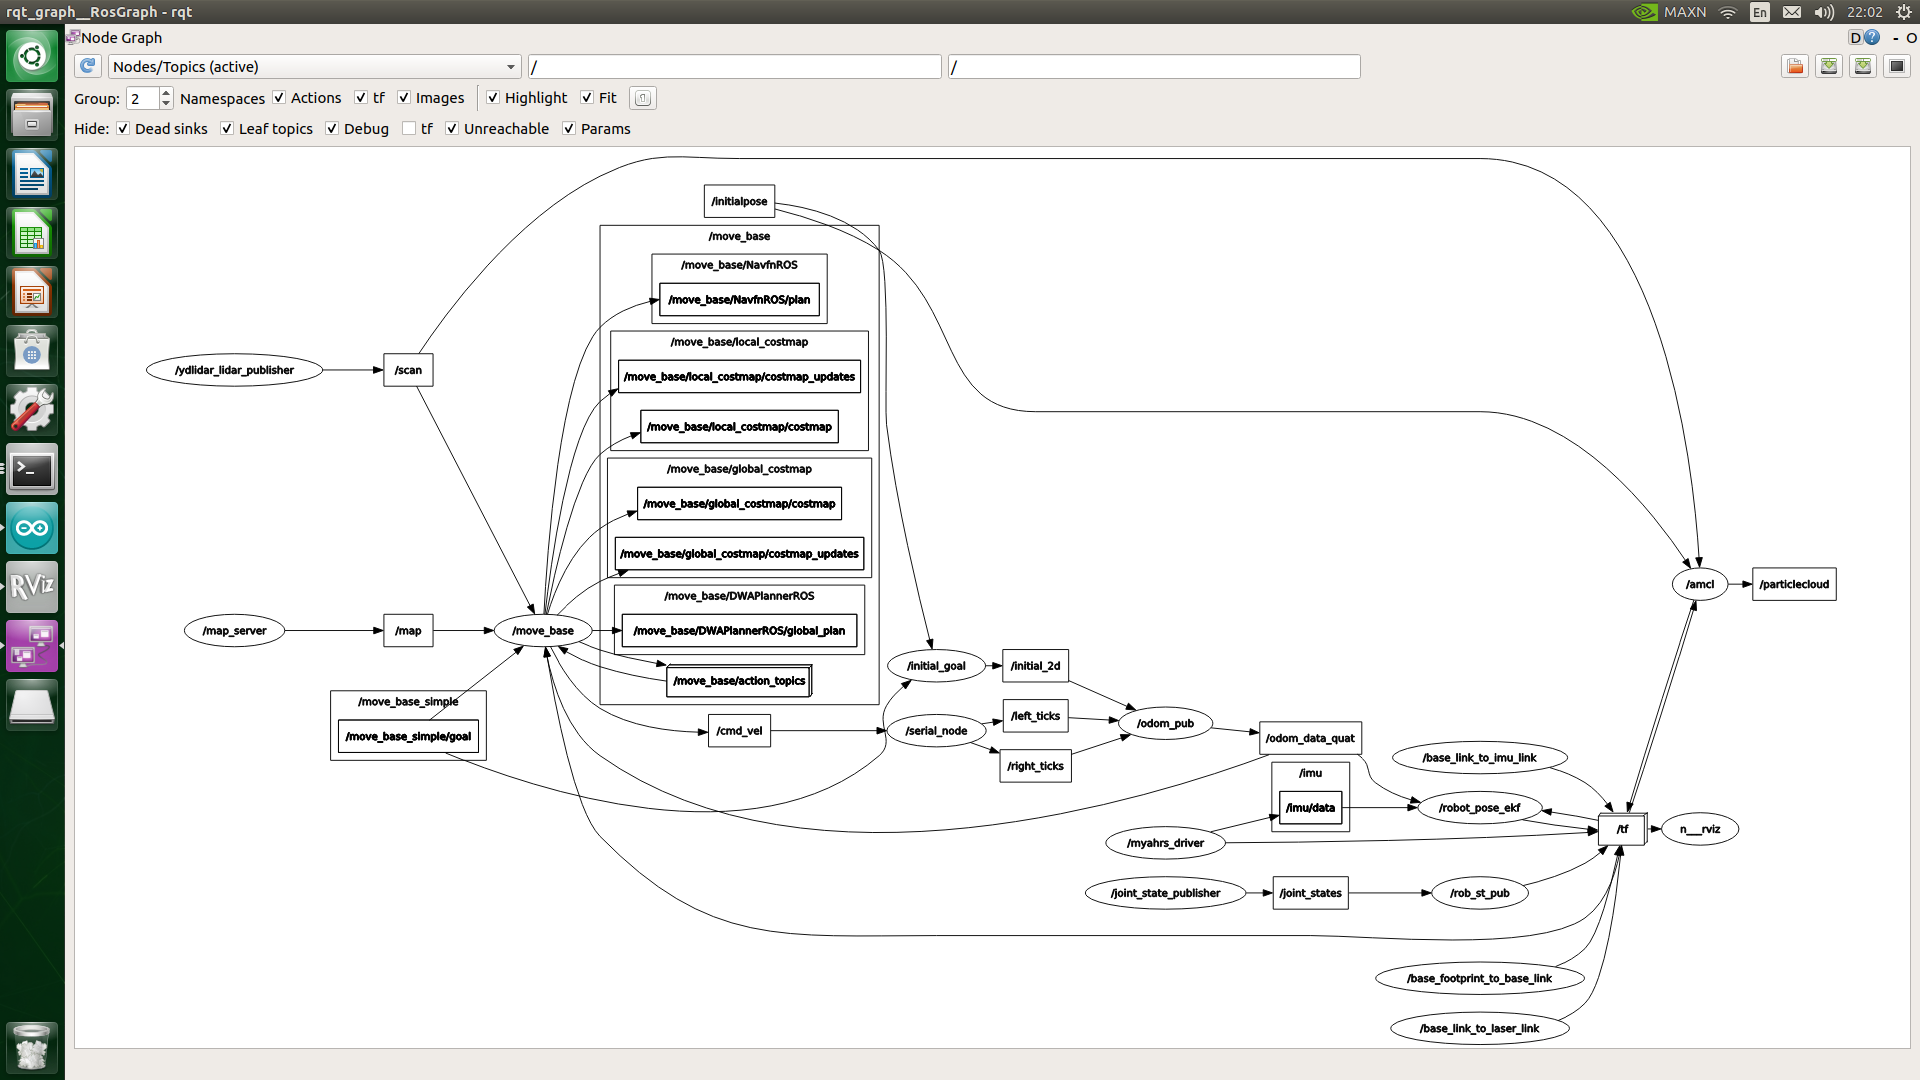 rqt_graph__RosGraph - rqt
MAXN
En
22:02
Node Graph
D
?
- O
Nodes/Topics (active)
/
/
Group: 2 Namespaces Actions tf Images Highlight Fit
Hide: Dead sinks Leaf topics Debug tf Unreachable Params
RViz
/initialpose
/move_base
/move_base/NavfnROS
/move_base/NavfnROS/plan
/move_base/local_costmap
/move_base/local_costmap/costmap_updates
/move_base/local_costmap/costmap
/move_base/global_costmap
/move_base/global_costmap/costmap
/move_base/global_costmap/costmap_updates
/move_base/DWAPlannerROS
/move_base/DWAPlannerROS/global_plan
/move_base/action_topics
/ydlidar_lidar_publisher
/scan
/map_server
/map
/move_base
/move_base_simple
/move_base_simple/goal
/cmd_vel
/initial_goal
/initial_2d
/serial_node
/left_ticks
/right_ticks
/odom_pub
/odom_data_quat
/imu
/imu/data
/myahrs_driver
/joint_state_publisher
/joint_states
/base_link_to_imu_link
/robot_pose_ekf
/rob_st_pub
/tf
n___rviz
/amcl
/particlecloud
/base_footprint_to_base_link
/base_link_to_laser_link